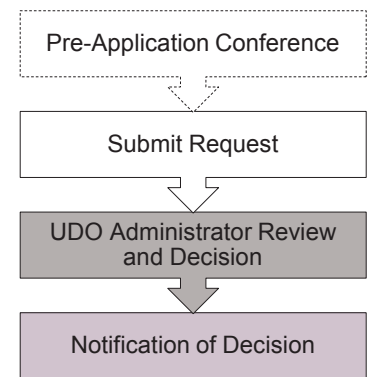 Pre-Application Conference
Submit Request
UDO Administrator Review
and Decision
Notification of Decision